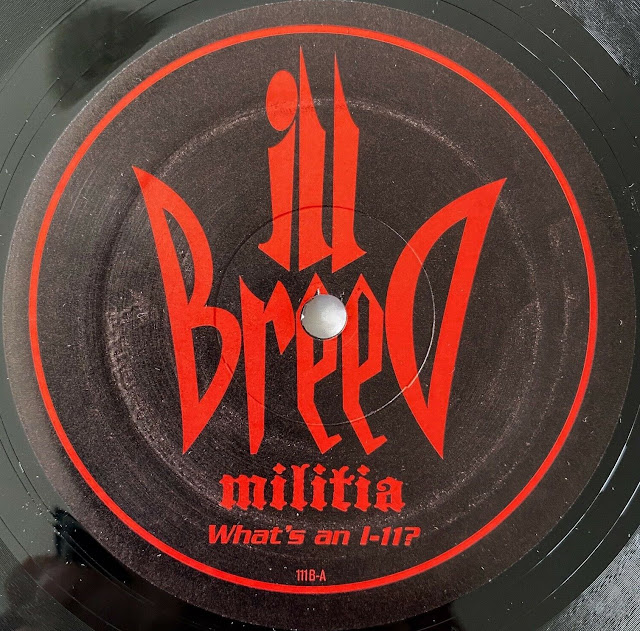 ill
BreeD
militia
What's an I-11?
111B-A